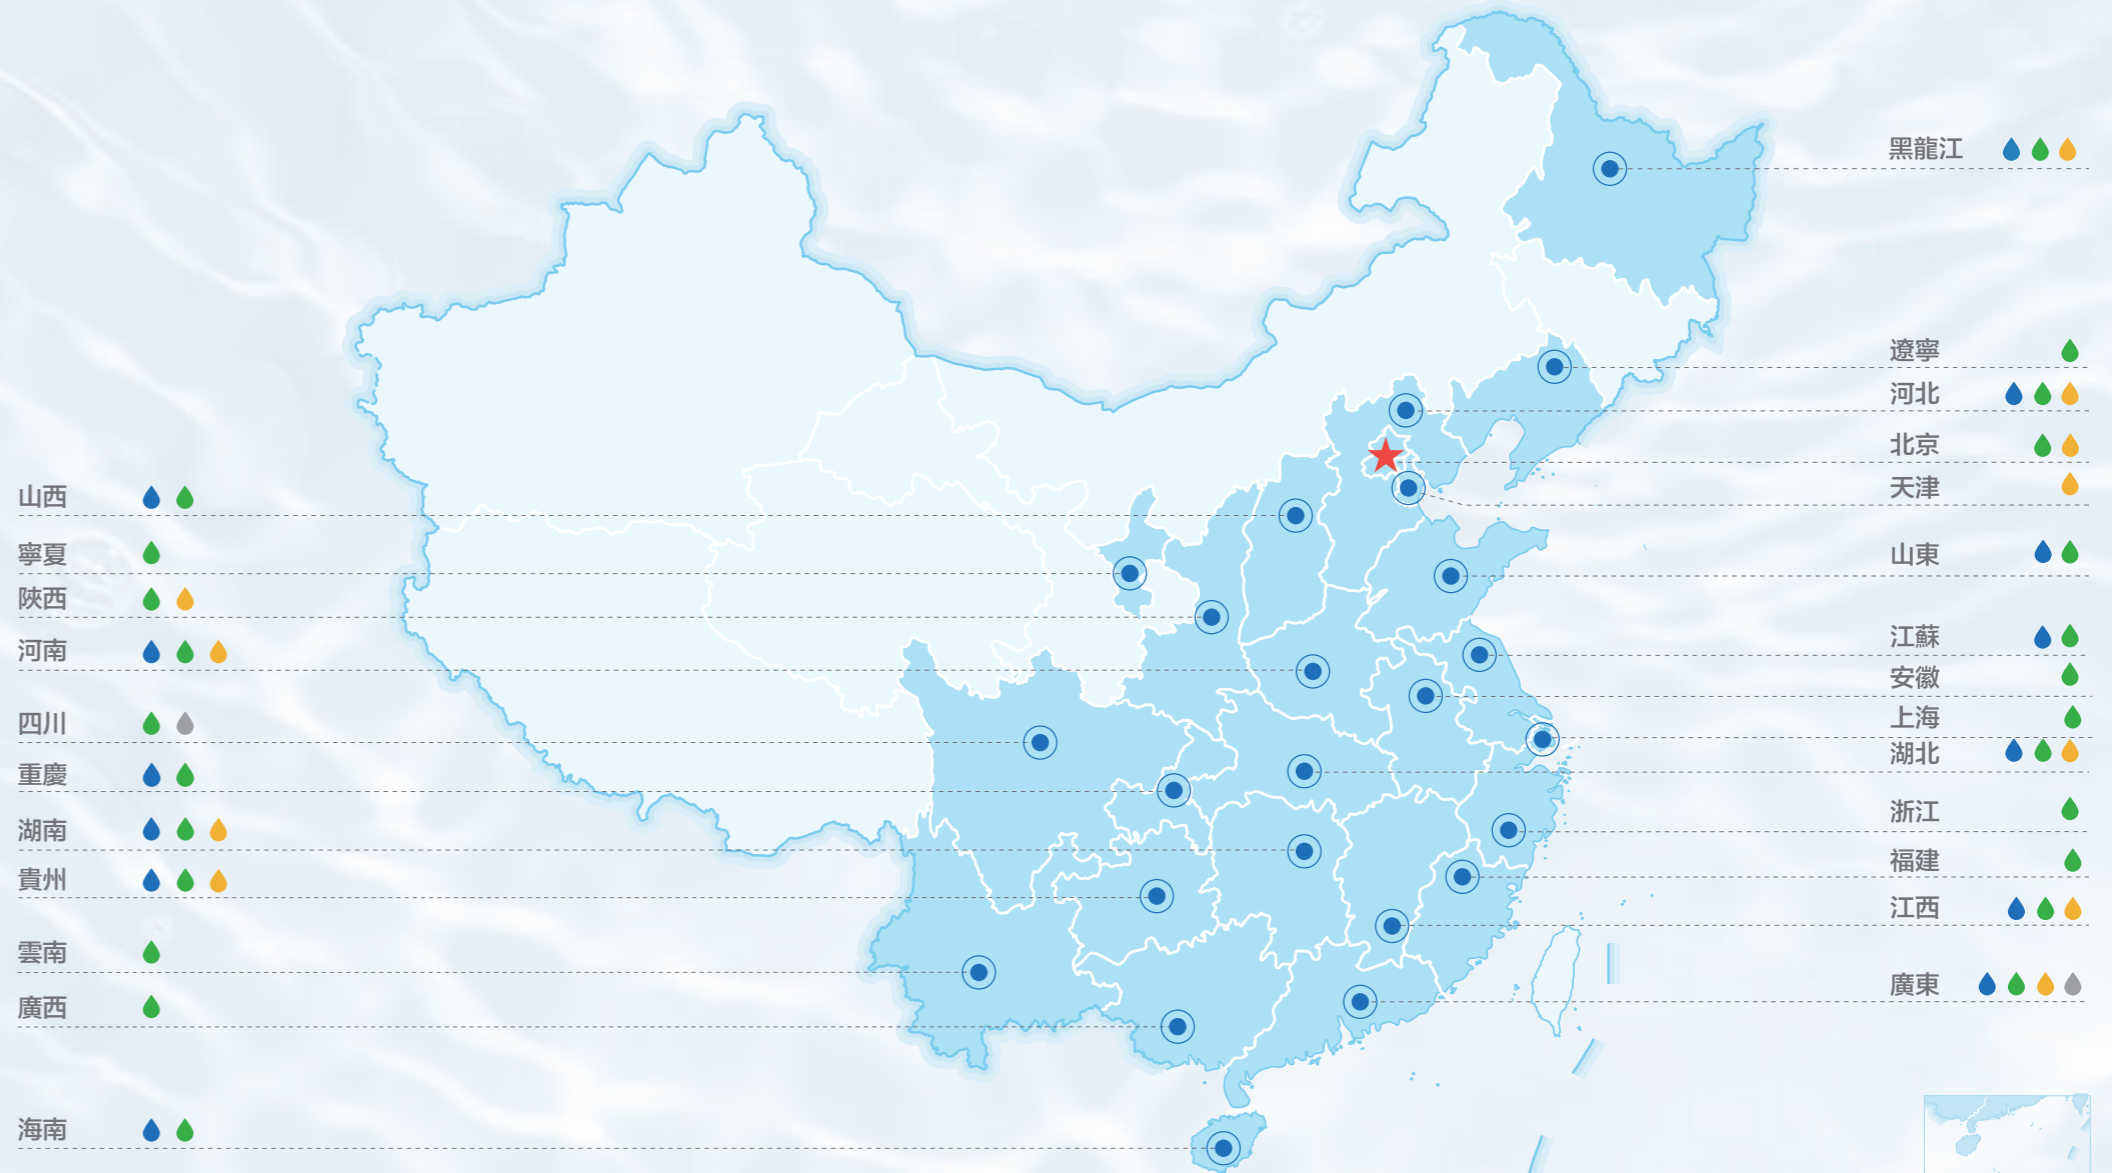 山西
寧夏
陝西
河南
四川
重慶
湖南
貴州
雲南
廣西
海南
黑龍江
遼寧
河北
北京
天津
山東
江蘇
安徽
上海
湖北
浙江
福建
江西
廣東